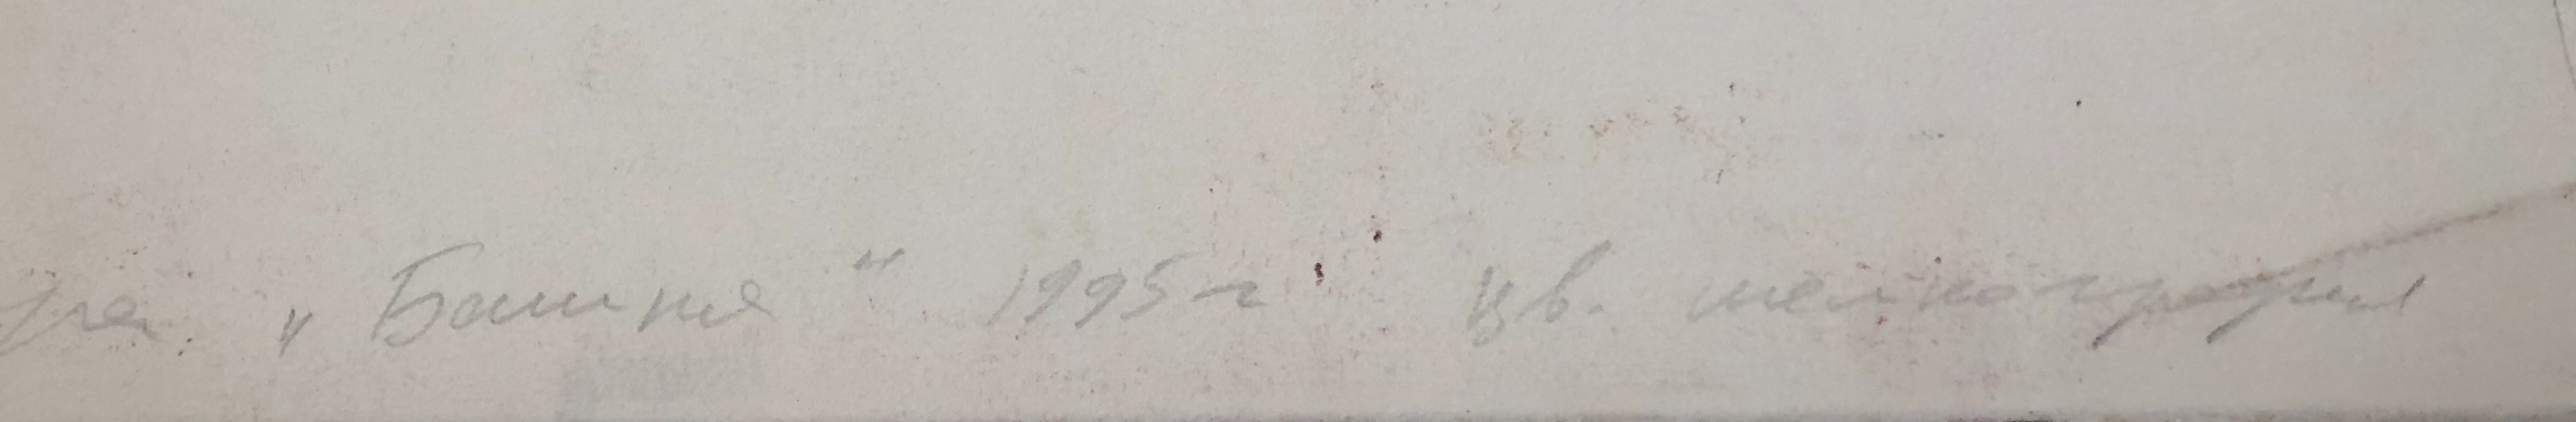 „Башня“ 1995 г цв. шелкография